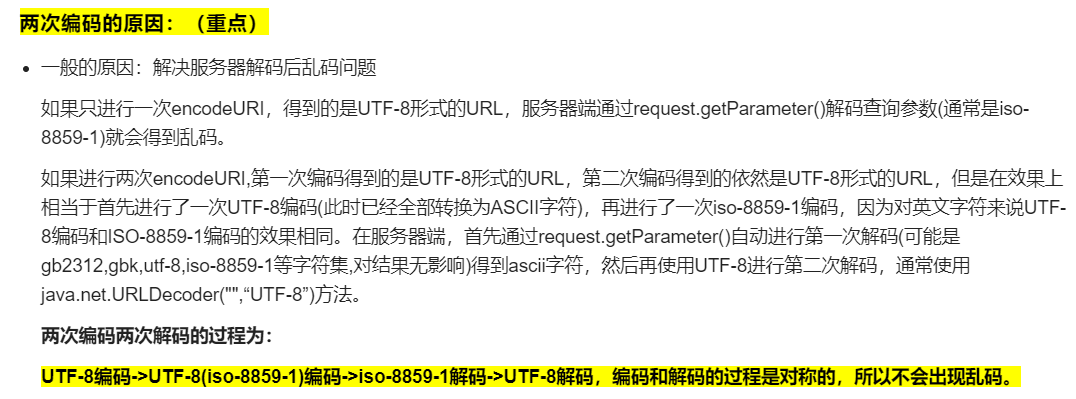 两次编码的原因：（重点）
一般的原因：解决服务器解码后乱码问题
如果只进行一次encodeURI，得到的是UTF-8形式的URL，服务器端通过request.getParameter()解码查询参数(通常是iso-
8859-1)就会得到乱码。
如果进行两次encodeURI,第一次编码得到的是UTF-8形式的URL，第二次编码得到的依然是UTF-8形式的URL，但是在效果上
相当于首先进行了一次UTF-8编码(此时已经全部转换为ASCII字符)，再进行了一次iso-8859-1编码，因为对英文字符来说UTF-
8编码和ISO-8859-1编码的效果相同。在服务器端，首先通过request.getParameter()自动进行第一次解码(可能是
gb2312,gbk,utf-8,iso-8859-1等字符集,对结果无影响)得到ascii字符，然后再使用UTF-8进行第二次解码，通常使用
java.net.URLDecoder("",“UTF-8”)方法。
两次编码两次解码的过程为：
UTF-8编码->UTF-8(iso-8859-1)编码->iso-8859-1解码->UTF-8解码，编码和解码的过程是对称的，所以不会出现乱码。